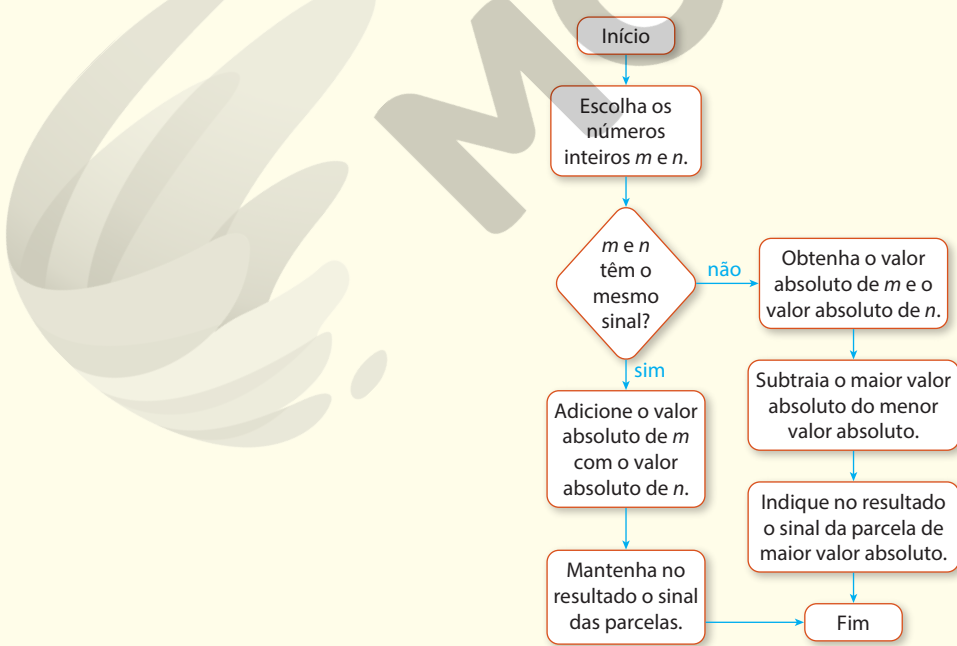 MO
Início
Escolha os
números
inteiros m e n.
m e n
têm o
mesmo
sinal?
não
Obtenha o valor
absoluto de m e o
valor absoluto de n.
Subtraia o maior valor
absoluto do menor
valor absoluto.
Indique no resultado
o sinal da parcela de
maior valor absoluto.
sim
Adicione o valor
absoluto de m
com o valor
absoluto de n.
Mantenha no
resultado o sinal
das parcelas.
Fim